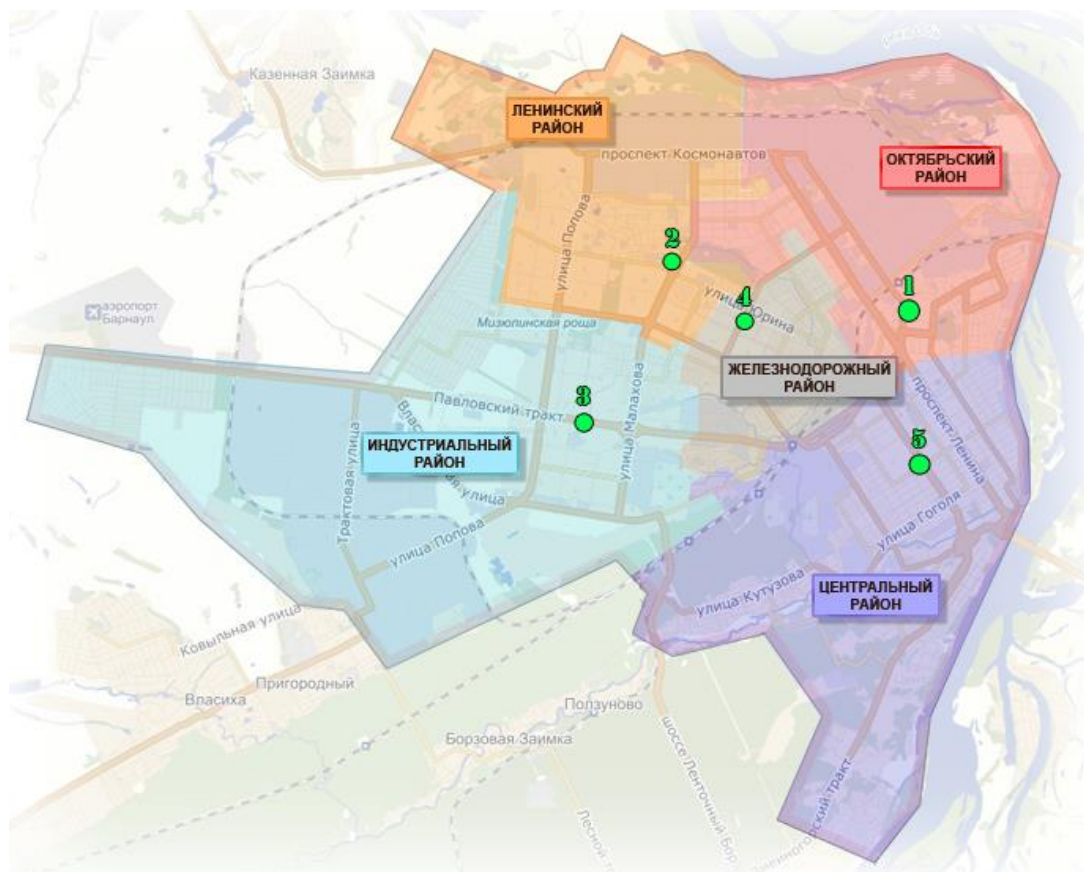 Казенная Заимка
ЛЕНИНСКИЙ
РАЙОН
проспект Космонавтов
ОКТЯБРЬСКИЙ
РАЙОН
улица Попова
2
1
4
улица Юрина
аэропорт
Барнаул
Мизюлинская роща
ЖЕЛЕЗНОДОРОЖНЫЙ
РАЙОН
3
Павловский тракт
улица Малахова
проспект Ленина
5
ИНДУСТРИАЛЬНЫЙ
РАЙОН
Трактовая улица
улица Попова
улица Гоголя
ЦЕНТРАЛЬНЫЙ
РАЙОН
улица Кутузова
Ковыльная улица
Пригородный
Власиха
Ползуново
Борзовая Заимка
шоссе Ленточный Бор
Лесной
тракт